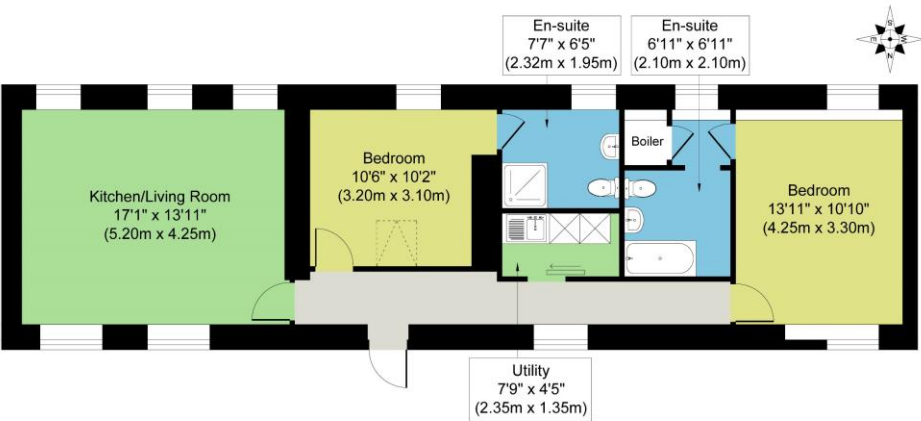 En-suite
7'7" x 6'5"
(2.32m x 1.95m)
En-suite
6'11" x 6'11"
(2.10m x 2.10m)
E
S
W
N
Kitchen/Living Room
17'1" x 13'11"
(5.20m x 4.25m)
Bedroom
10'6" x 10'2"
(3.20m x 3.10m)
Boiler
Bedroom
13'11" x 10'10"
(4.25m x 3.30m)
Utility
7'9" x 4'5"
(2.35m x 1.35m)